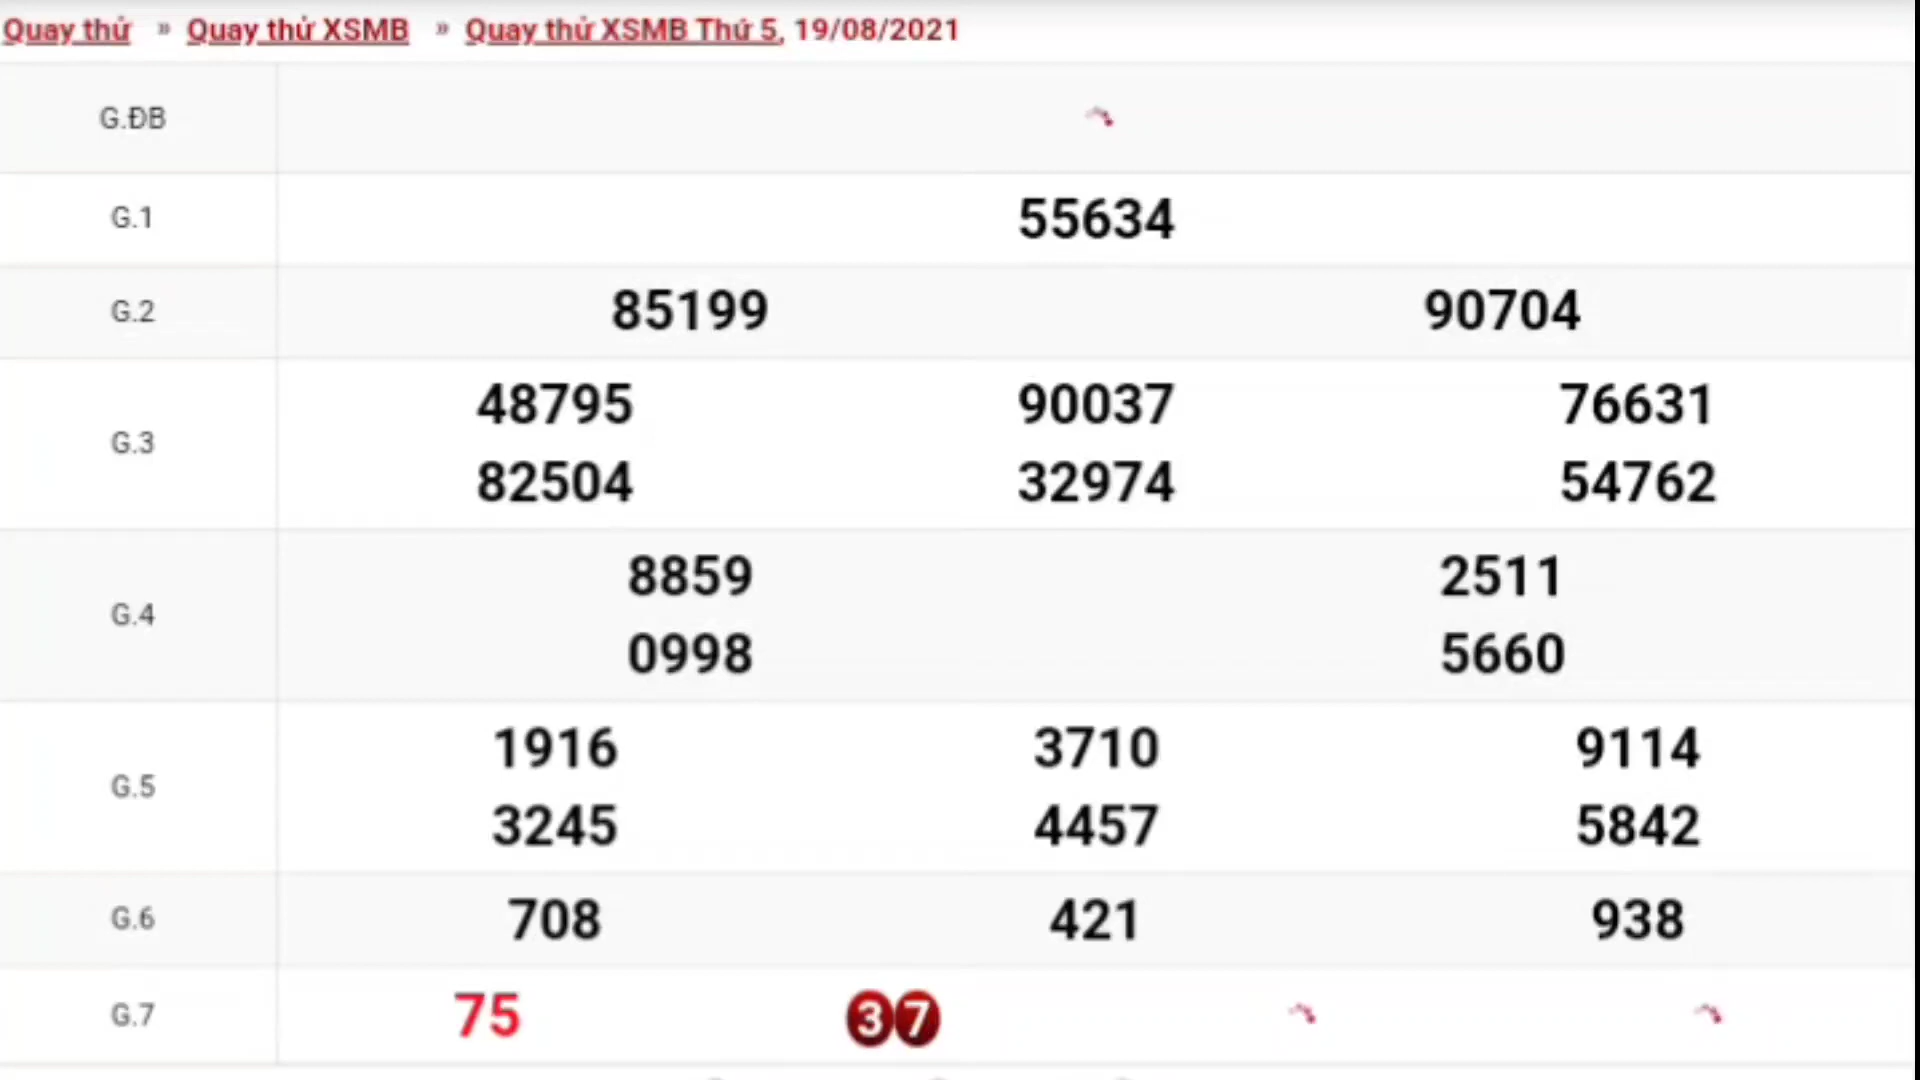 Quay thử » Quay thử XSMB » Quay thử XSMB Thứ 5, 19/08/2021
G.ĐB
G.1 55634
G.2 85199 90704
G.3 48795 90037 76631
82504 32974 54762
G.4 8859 2511
0998 5660
G.5 1916 3710 9114
3245 4457 5842
G.6 708 421 938
G.7 75 37